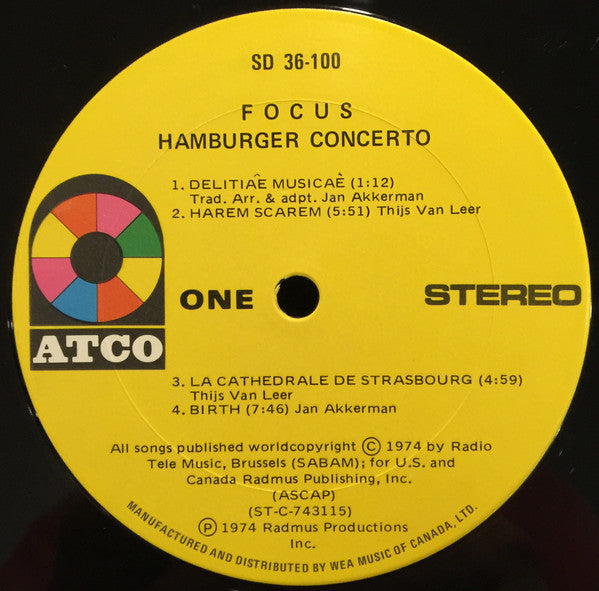 SD 36-100
FOCUS
HAMBURGER CONCERTO
1. DELITIÆ MUSICAÈ (1:12)
Trad. Arr. & adpt. Jan Akkerman
2. HAREM SCAREM (5:51) Thijs Van Leer
ATCO
ONE
STEREO
3. LA CATHEDRALE DE STRASBOURG (4:59)
Thijs Van Leer
4. BIRTH (7:46) Jan Akkerman
All songs published worldcopyright © 1974 by Radio
Tele Music, Brussels (SABAM); for U.S. and
Canada Radmus Publishing, Inc.
(ASCAP)
(ST-C-743115)
℗ 1974 Radmus Productions
Inc.
MANUFACTURED AND DISTRIBUTED BY WEA MUSIC OF CANADA, LTD.